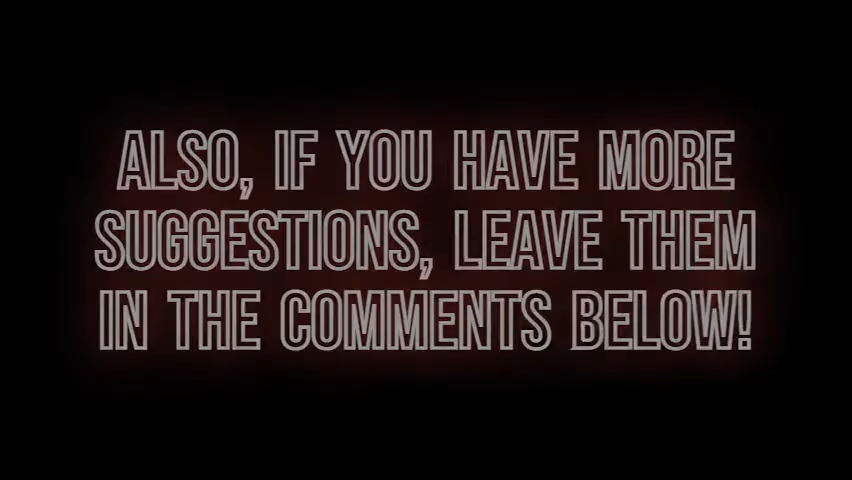 ALSO, IF YOU HAVE MORE
SUGGESTIONS, LEAVE THEM
IN THE COMMENTS BELOW!